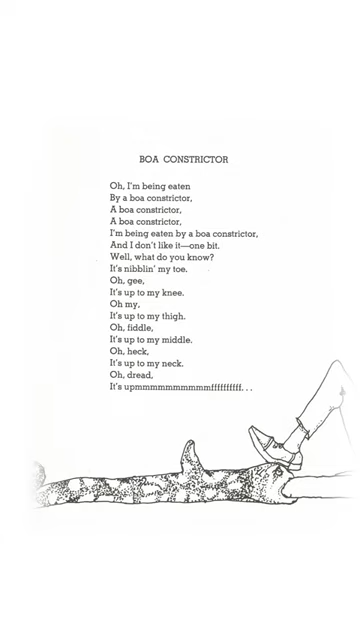 BOA CONSTRICTOR
Oh, I'm being eaten
By a boa constrictor,
A boa constrictor,
A boa constrictor,
I'm being eaten by a boa constrictor,
And I don't like it—one bit.
Well, what do you know?
It's nibblin' my toe.
Oh, gee,
It's up to my knee.
Oh my,
It's up to my thigh.
Oh, fiddle,
It's up to my middle.
Oh, heck,
It's up to my neck.
Oh, dread,
It's upmmmmmmmmmmffffffffff...